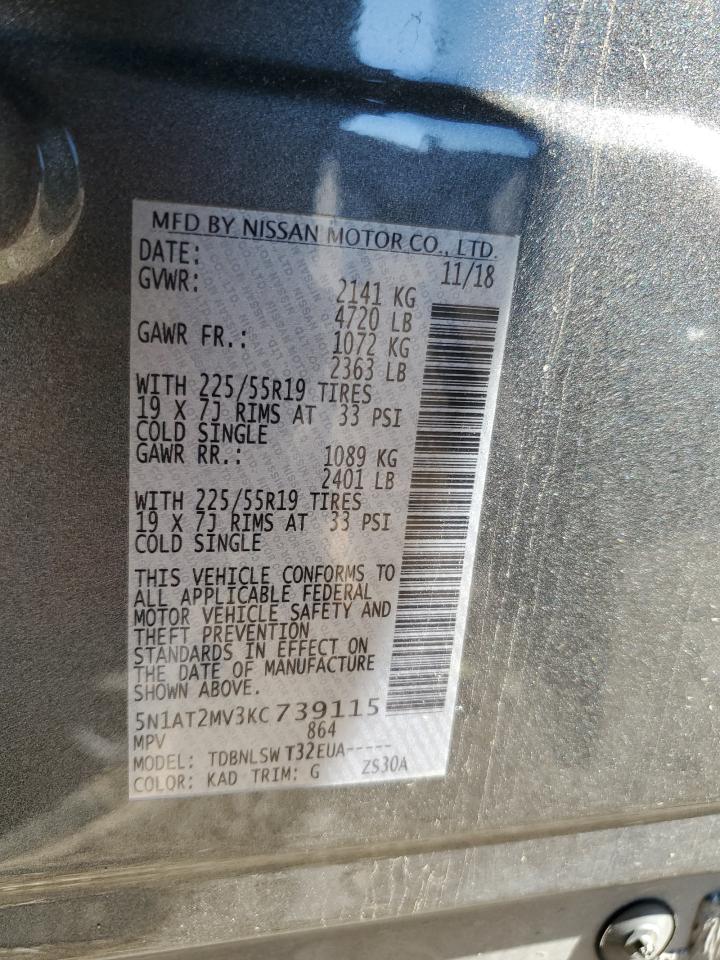 MFD BY NISSAN MOTOR CO., LTD.
DATE: 11/18
GVWR: 2141 KG
4720 LB
GAWR FR.: 1072 KG
2363 LB
WITH 225/55R19 TIRES
19 X 7J RIMS AT 33 PSI
COLD SINGLE
GAWR RR.: 1089 KG
2401 LB
WITH 225/55R19 TIRES
19 X 7J RIMS AT 33 PSI
COLD SINGLE
THIS VEHICLE CONFORMS TO
ALL APPLICABLE FEDERAL
MOTOR VEHICLE SAFETY AND
THEFT PREVENTION
STANDARDS IN EFFECT ON
THE DATE OF MANUFACTURE
SHOWN ABOVE.
5N1AT2MV3KC 739115
MPV 864
MODEL: TDBNLSW T32EUA-----
COLOR: KAD TRIM: G ZS30A